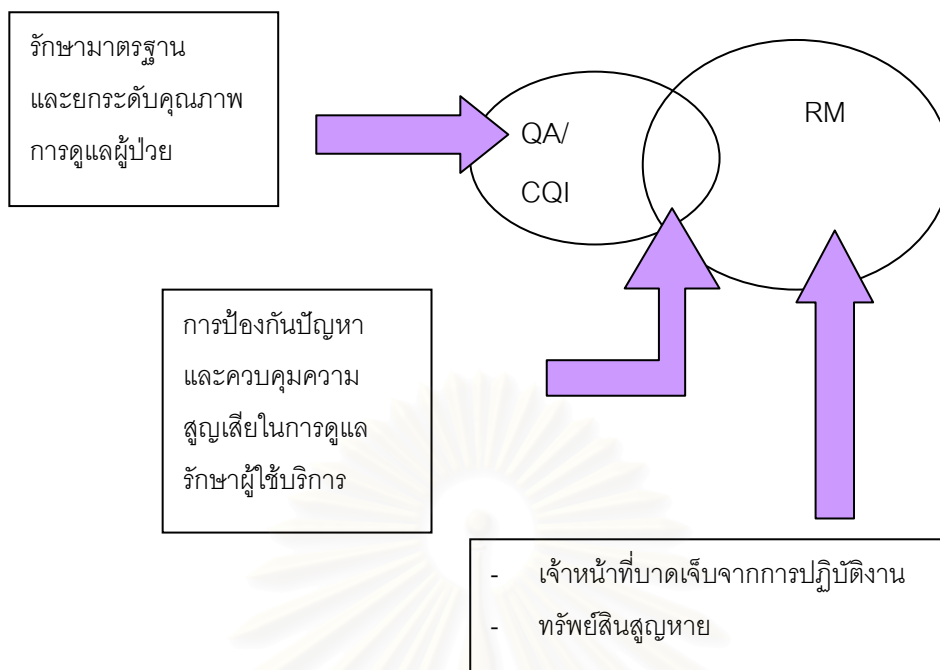 รักษามาตรฐาน
และยกระดับคุณภาพ
การดูแลผู้ป่วย
QA/
CQI
RM
การป้องกันปัญหา
และควบคุมความ
สูญเสียในการดูแล
รักษาผู้ใช้บริการ
- เจ้าหน้าที่บาดเจ็บจากการปฏิบัติงาน
- ทรัพย์สินสูญหาย